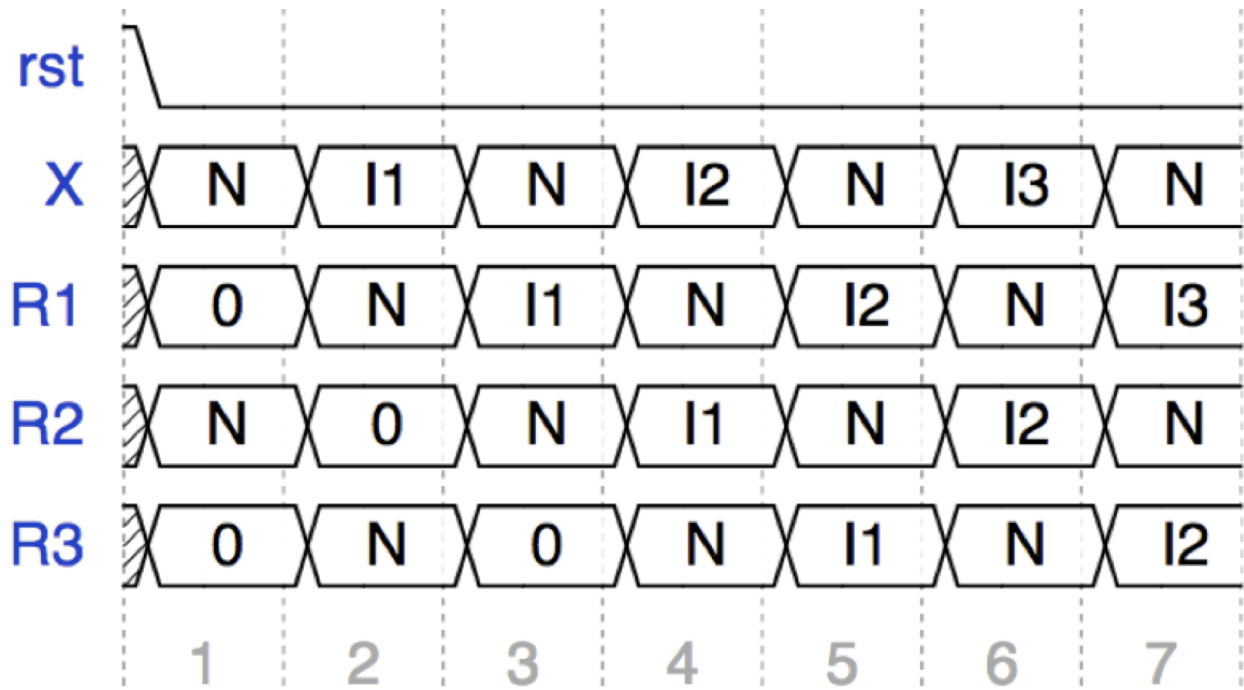 rst
X N I1 N I2 N I3 N
R1 0 N I1 N I2 N I3
R2 N 0 N I1 N I2 N
R3 0 N 0 N I1 N I2
1 2 3 4 5 6 7